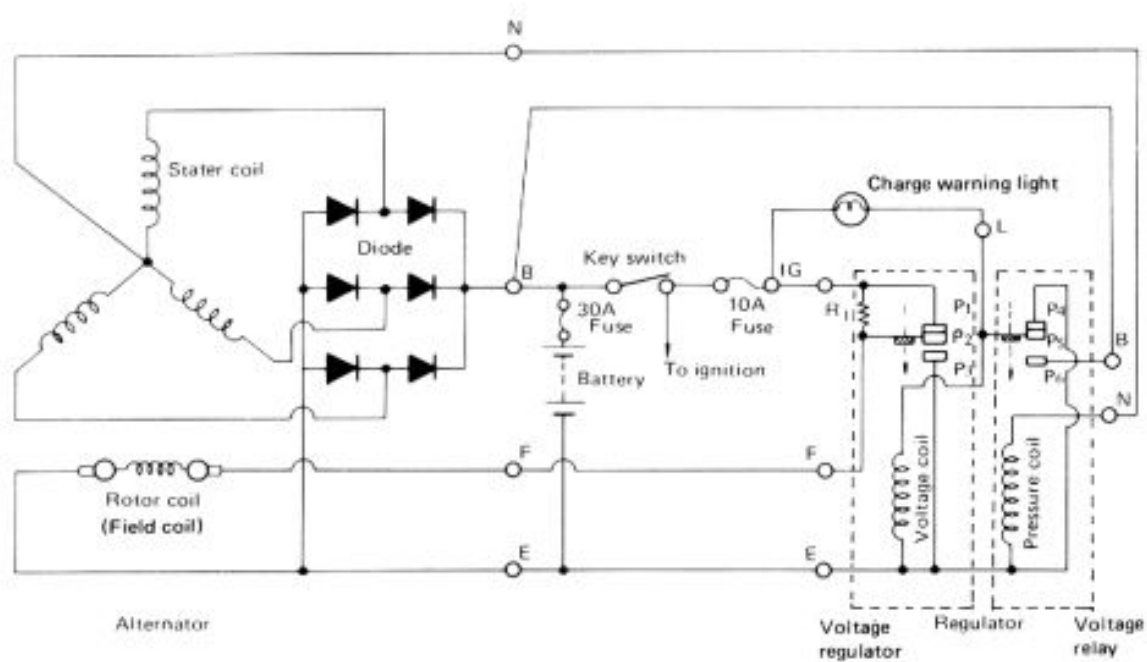 N
Stater coil
Charge warning light
L
Diode
Key switch
B
IG
30A
Fuse
10A
Fuse
R1
P1
P2
P3
P4
P5
P6
B
To ignition
Battery
N
F
F
Rotor coil
(Field coil)
Voltage coil
Pressure coil
E
E
Alternator
Voltage
regulator
Regulator
Voltage
relay